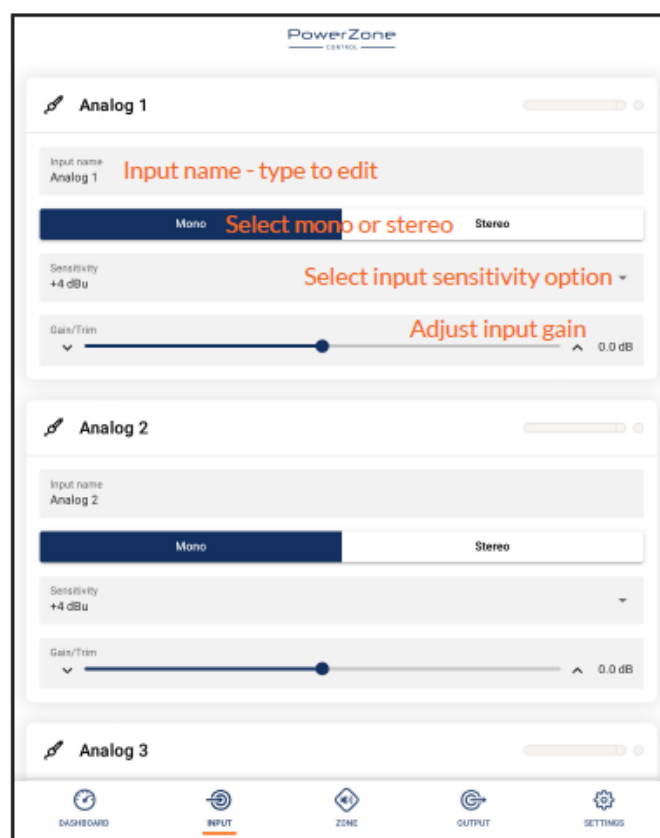 PowerZone
CONTROL
Analog 1
Input name
Analog 1
Input name - type to edit
Mono
Select mono or stereo
Stereo
Sensitivity
+4 dBu
Select input sensitivity option
Gain/Trim
Adjust input gain
0.0 dB
Analog 2
Input name
Analog 2
Mono Stereo
Sensitivity
+4 dBu
Gain/Trim
0.0 dB
Analog 3
DASHBOARD INPUT ZONE OUTPUT SETTINGS